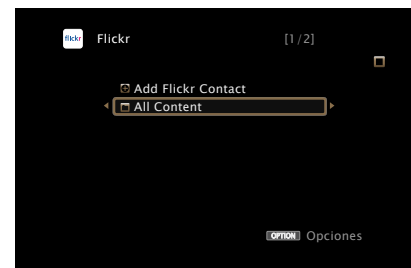 flickr Flickr [1/2]
Add Flickr Contact
All Content
OPTION Opciones